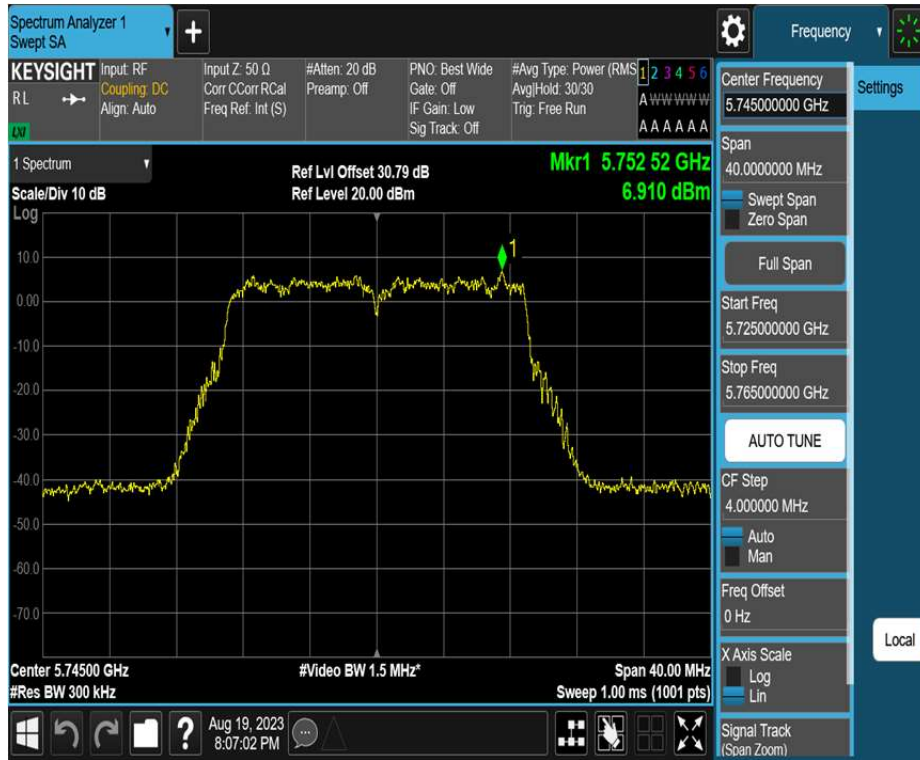 Spectrum Analyzer 1
Swept SA
+
Frequency
KEYSIGHT
R L
LXI
Input: RF
Coupling: DC
Align: Auto
Input Z: 50 Ω
Corr CCorr RCal
Freq Ref: Int (S)
#Atten: 20 dB
Preamp: Off
PNO: Best Wide
Gate: Off
IF Gain: Low
Sig Track: Off
#Avg Type: Power (RMS
Avg|Hold: 30/30
Trig: Free Run
1 2 3 4 5 6
A W W W W W
A A A A A A
1 Spectrum
Scale/Div 10 dB
Log
Ref Lvl Offset 30.79 dB
Ref Level 20.00 dBm
Mkr1 5.752 52 GHz
6.910 dBm
1
10.0
0.00
-10.0
-20.0
-30.0
-40.0
-50.0
-60.0
-70.0
Center 5.74500 GHz
#Video BW 1.5 MHz*
Span 40.00 MHz
#Res BW 300 kHz
Sweep 1.00 ms (1001 pts)
?
Aug 19, 2023
8:07:02 PM
Center Frequency
5.745000000 GHz
Settings
Span
40.0000000 MHz
Swept Span
Zero Span
Full Span
Start Freq
5.725000000 GHz
Stop Freq
5.765000000 GHz
AUTO TUNE
CF Step
4.000000 MHz
Auto
Man
Freq Offset
0 Hz
Local
X Axis Scale
Log
Lin
Signal Track
(Span Zoom)